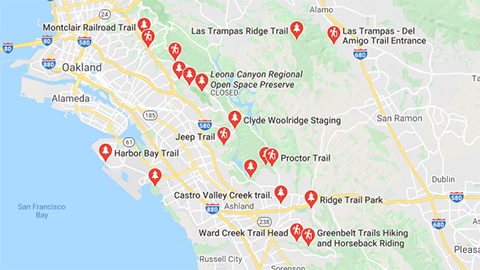 Alamo
Montclair Railroad Trail
Las Trampas Ridge Trail
Las Trampas - Del
Amigo Trail Entrance
80
80
580
680
Oakland
Leona Canyon Regional
Open Space Preserve
CLOSED
Alameda
185
San Ramon
880
Clyde Woolridge Staging
Jeep Trail
Harbor Bay Trail
Proctor Trail
Dublin
580
Castro Valley Creek trail.
Ridge Trail Park
San Francisco
Bay
Ashland
238
680
Ward Creek Trail Head
Greenbelt Trails Hiking
and Horseback Riding
Russell
Sorenson